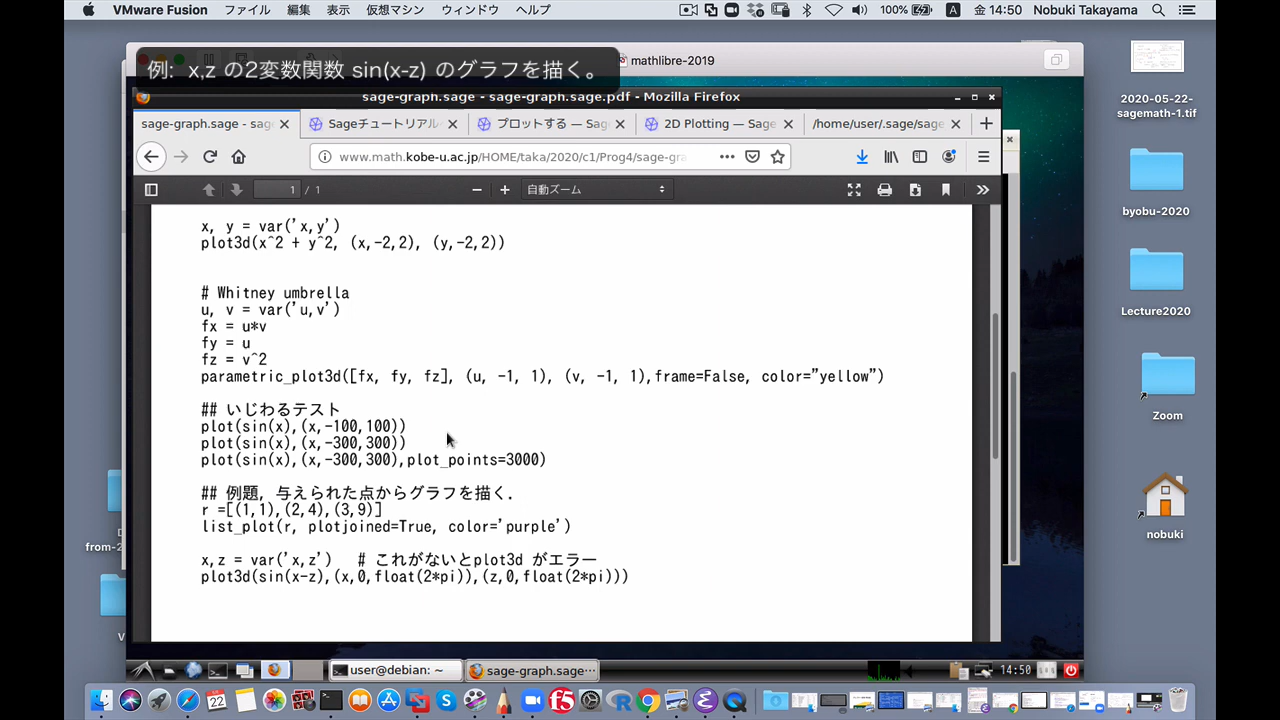 VMware Fusion ファイル 編集 表示 仮想マシン ウィンドウ ヘルプ 100% A 金 14:50 Nobuki Takayama
mathlibre-2019
例: x,z の2変数関数 sin(x-z) のグラフを描く。
sage-graph.sage - sage-graph.sage.pdf - Mozilla Firefox
sage-graph.sage - sag Sageチュートリアル プロットする — Sag 2D Plotting — Sage /home/user/.sage/sage
www.math.kobe-u.ac.jp/HOME/taka/2020/c1/Prog4/sage-gra
1 / 1 自動ズーム
x, y = var('x,y')
plot3d(x^2 + y^2, (x,-2,2), (y,-2,2))
# Whitney umbrella
u, v = var('u,v')
fx = u*v
fy = u
fz = v^2
parametric_plot3d([fx, fy, fz], (u, -1, 1), (v, -1, 1),frame=False, color="yellow")
## いじわるテスト
plot(sin(x),(x,-100,100))
plot(sin(x),(x,-300,300))
plot(sin(x),(x,-300,300),plot_points=3000)
## 例題, 与えられた点からグラフを描く.
r =[(1,1),(2,4),(3,9)]
list_plot(r, plotjoined=True, color='purple')
x,z = var('x,z') # これがないとplot3d がエラー
plot3d(sin(x-z),(x,0,float(2*pi)),(z,0,float(2*pi)))
user@debian: ~ sage-graph.sage··· 14:50
2020-05-22-
sagemath-1.tif
byobu-2020
Lecture2020
Zoom
nobuki
from-2
22